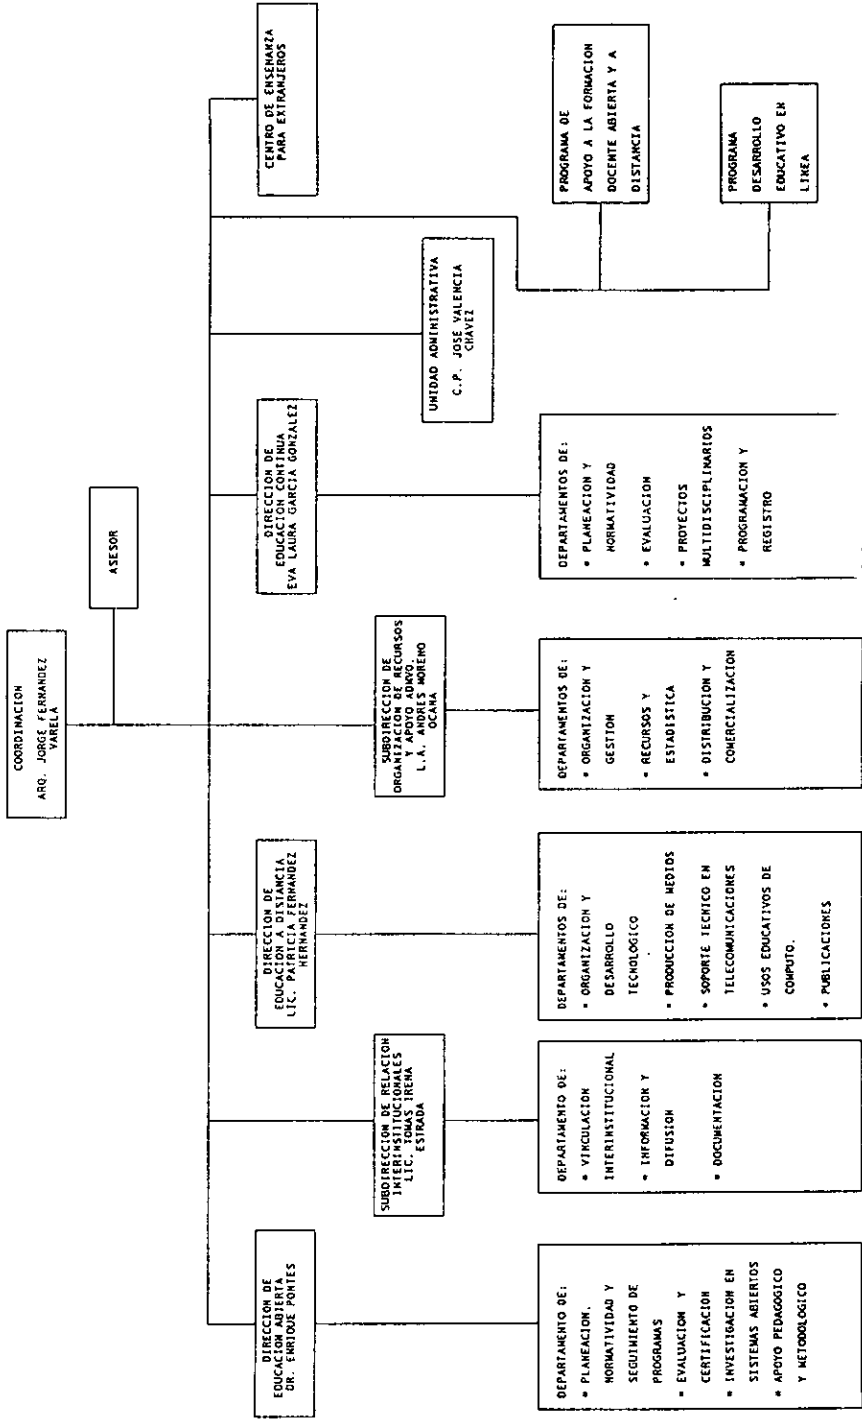 COORDINACION
ARQ. JORGE FERNANDEZ
VARELA
ASESOR
DIRECCION DE
EDUCACION ABIERTA
DR. ENRIQUE PONTES
SUBDIRECCION DE RELACION
INTERINSTITUCIONALES
LIC. TOMAS IRENA
ESTRADA
DIRECCION DE
EDUCACION A DISTANCIA
LIC. PATRICIA FERNANDEZ
HERNANDEZ
SUBDIRECCION DE
ORGANIZACION DE RECURSOS
Y APOYO ADMVO.
L.A. ANDRES MORENO
OCAÑA
DIRECCION DE
EDUCACION CONTINUA
EVA LAURA GARCIA GONZALEZ
UNIDAD ADMINISTRATIVA
C.P. JOSE VALENCIA
CHAVEZ
CENTRO DE ENSEÑANZA
PARA EXTRANJEROS
DEPARTAMENTO DE:
* PLANEACION,
NORMATIVIDAD Y
SEGUIMIENTO DE
PROGRAMAS
* EVALUACION Y
CERTIFICACION
* INVESTIGACION EN
SISTEMAS ABIERTOS
* APOYO PEDAGOGICO
Y METODOLOGICO
DEPARTAMENTO DE:
* VINCULACION
INTERINSTITUCIONAL
* INFORMACION Y
DIFUSION
* DOCUMENTACION
DEPARTAMENTOS DE:
* ORGANIZACION Y
DESARROLLO
TECNOLOGICO
* PRODUCCION DE MEDIOS
* SOPORTE TECNICO EN
TELECOMUNICACIONES
* USOS EDUCATIVOS DE
COMPUTO.
* PUBLICACIONES
DEPARTAMENTOS DE:
* ORGANIZACION Y
GESTION
* RECURSOS Y
ESTADISTICA
* DISTRIBUCION Y
COMERCIALIZACION
DEPARTAMENTOS DE:
* PLANEACION Y
NORMATIVIDAD
* EVALUACION
* PROYECTOS
MULTIDISCIPLINARIOS
* PROGRAMACION Y
REGISTRO
PROGRAMA DE
APOYO A LA FORMACION
DOCENTE ABIERTA Y A
DISTANCIA
PROGRAMA
DESARROLLO
EDUCATIVO EN
LINEA